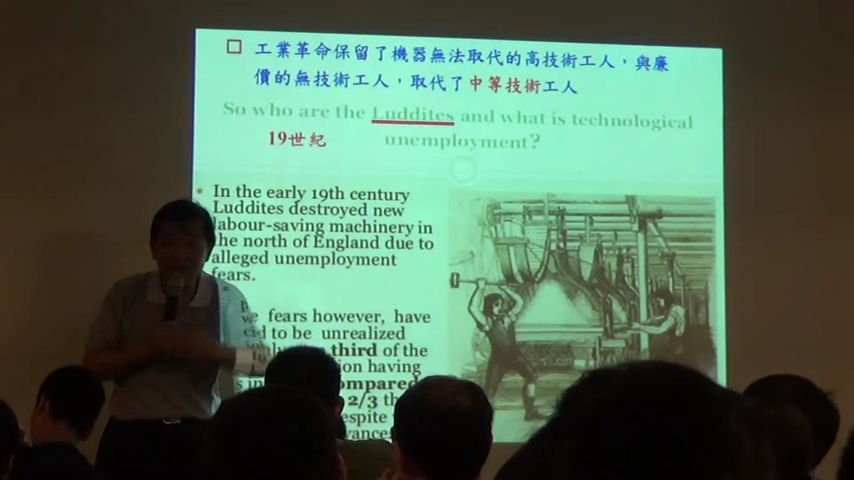 工業革命保留了機器無法取代的高技術工人，與廉
價的無技術工人，取代了中等技術工人
So who are the Luddites and what is technological
19世紀 unemployment?
In the early 19th century
Luddites destroyed new
labour-saving machinery in
the north of England due to
alleged unemployment
fears.
fears however, have
to be unrealized
third of the
having
compared
2/3